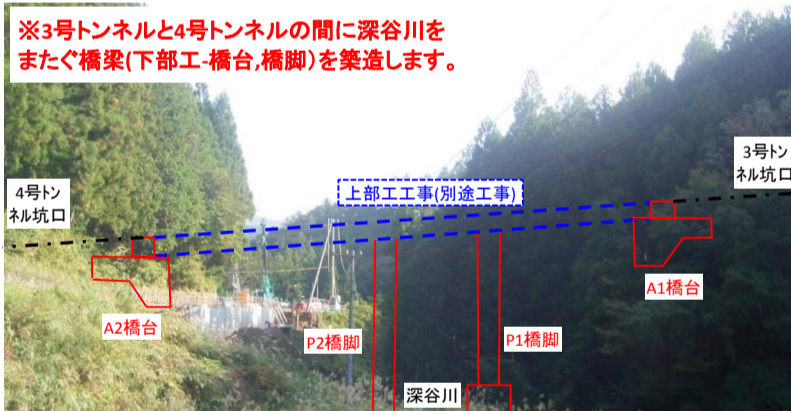 ※3号トンネルと4号トンネルの間に深谷川を
またぐ橋梁(下部工-橋台,橋脚）を築造します。
3号トン
ネル坑口
4号トン
ネル坑口
上部工工事(別途工事)
A1橋台
A2橋台
P2橋脚
P1橋脚
深谷川